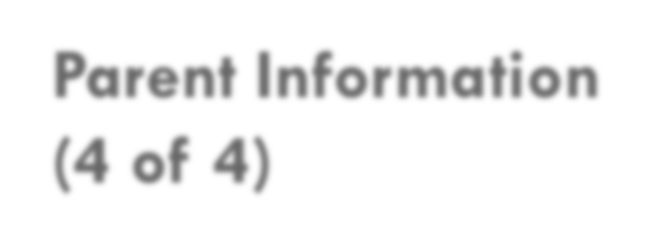 Parent Information
(4 of 4)